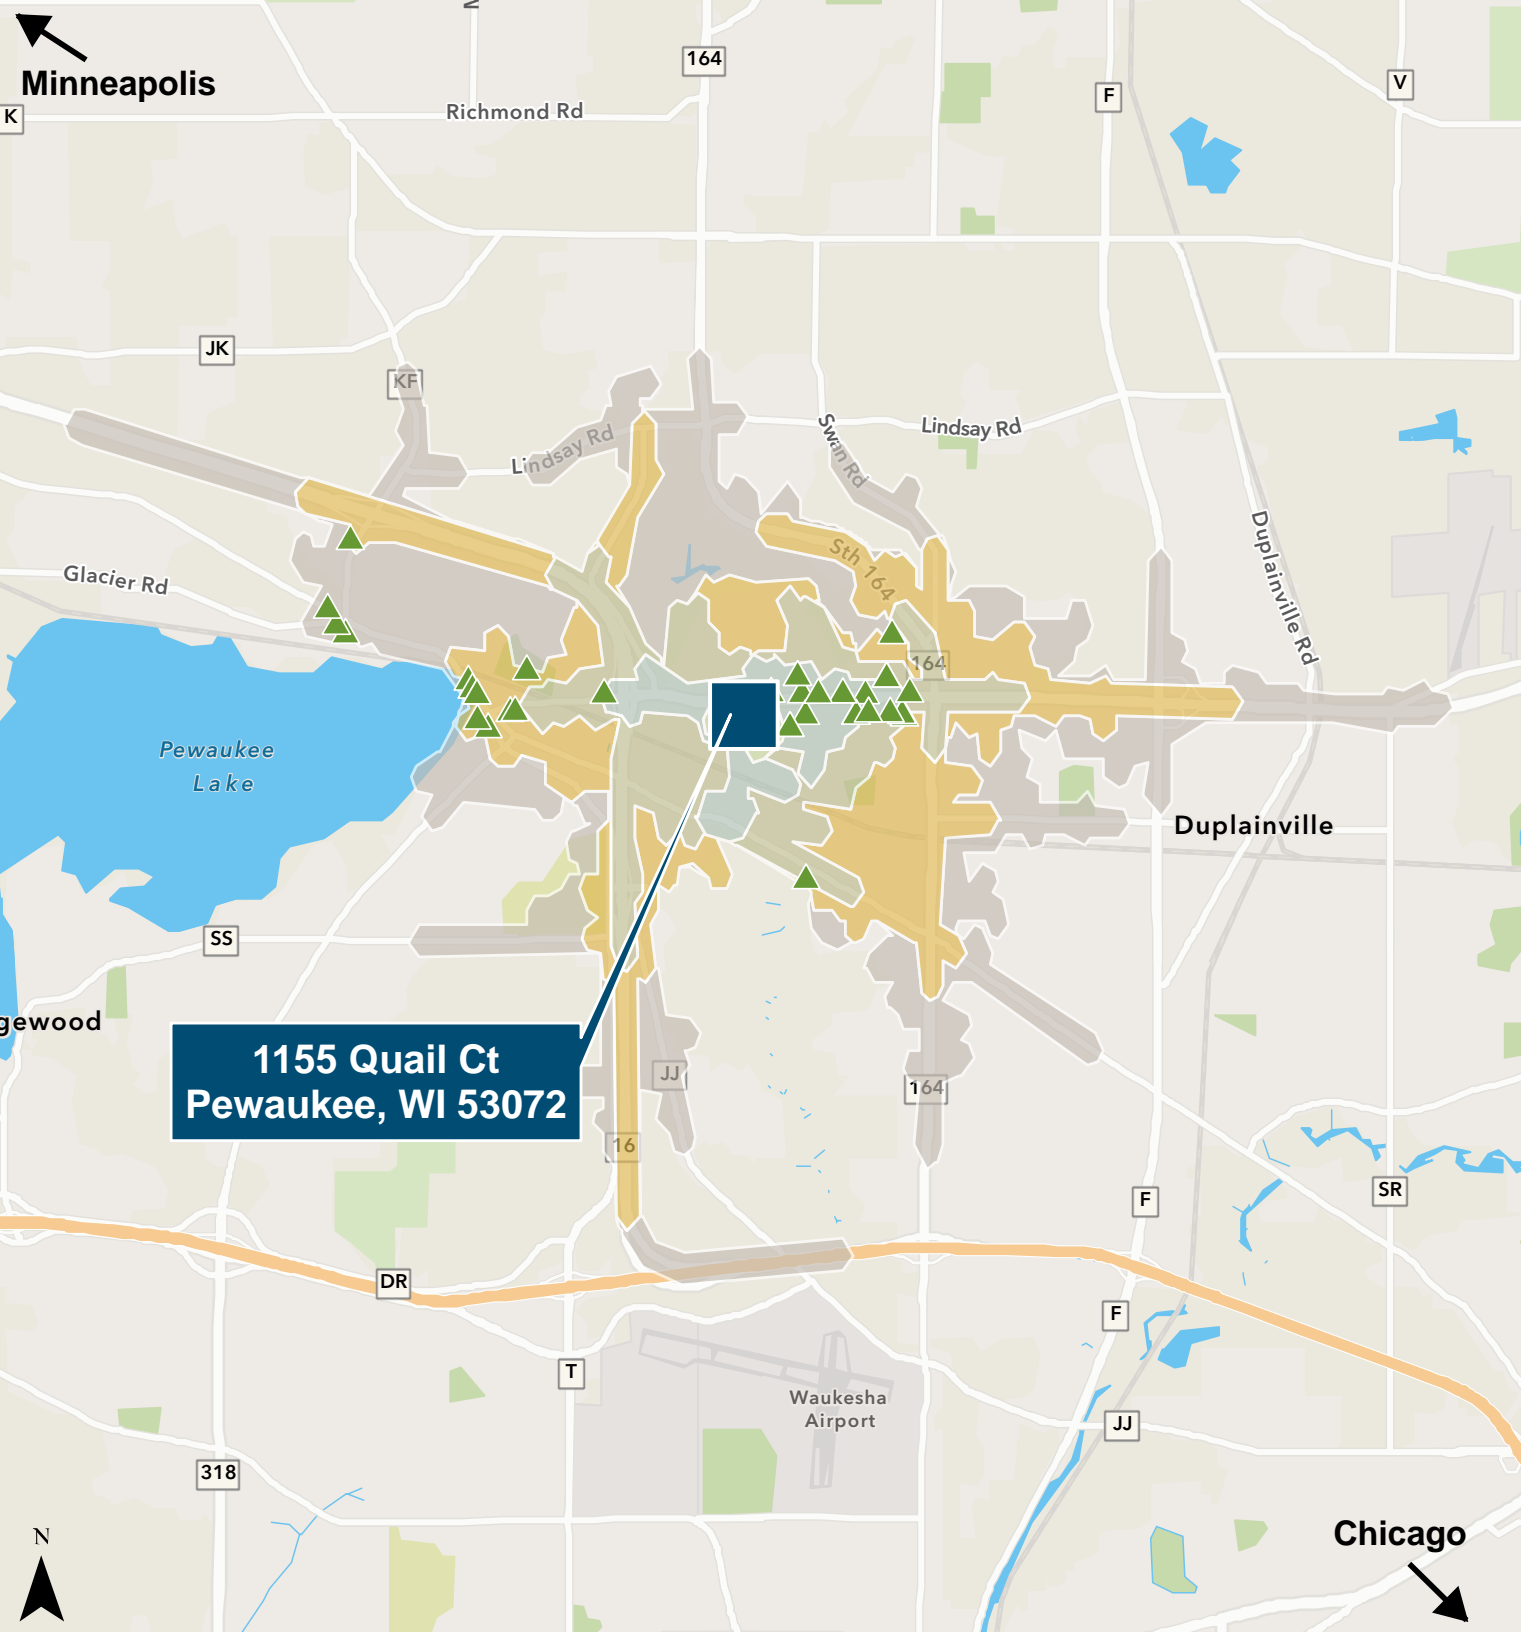 Minneapolis
164
F
V
K
Richmond Rd
JK
KF
Lindsay Rd
Swan Rd
Lindsay Rd
Sth 164
Duplainville Rd
Glacier Rd
164
Pewaukee
Lake
Duplainville
SS
gewood
1155 Quail Ct
Pewaukee, WI 53072
JJ
164
16
F
SR
DR
F
T
Waukesha
Airport
JJ
318
N
Chicago